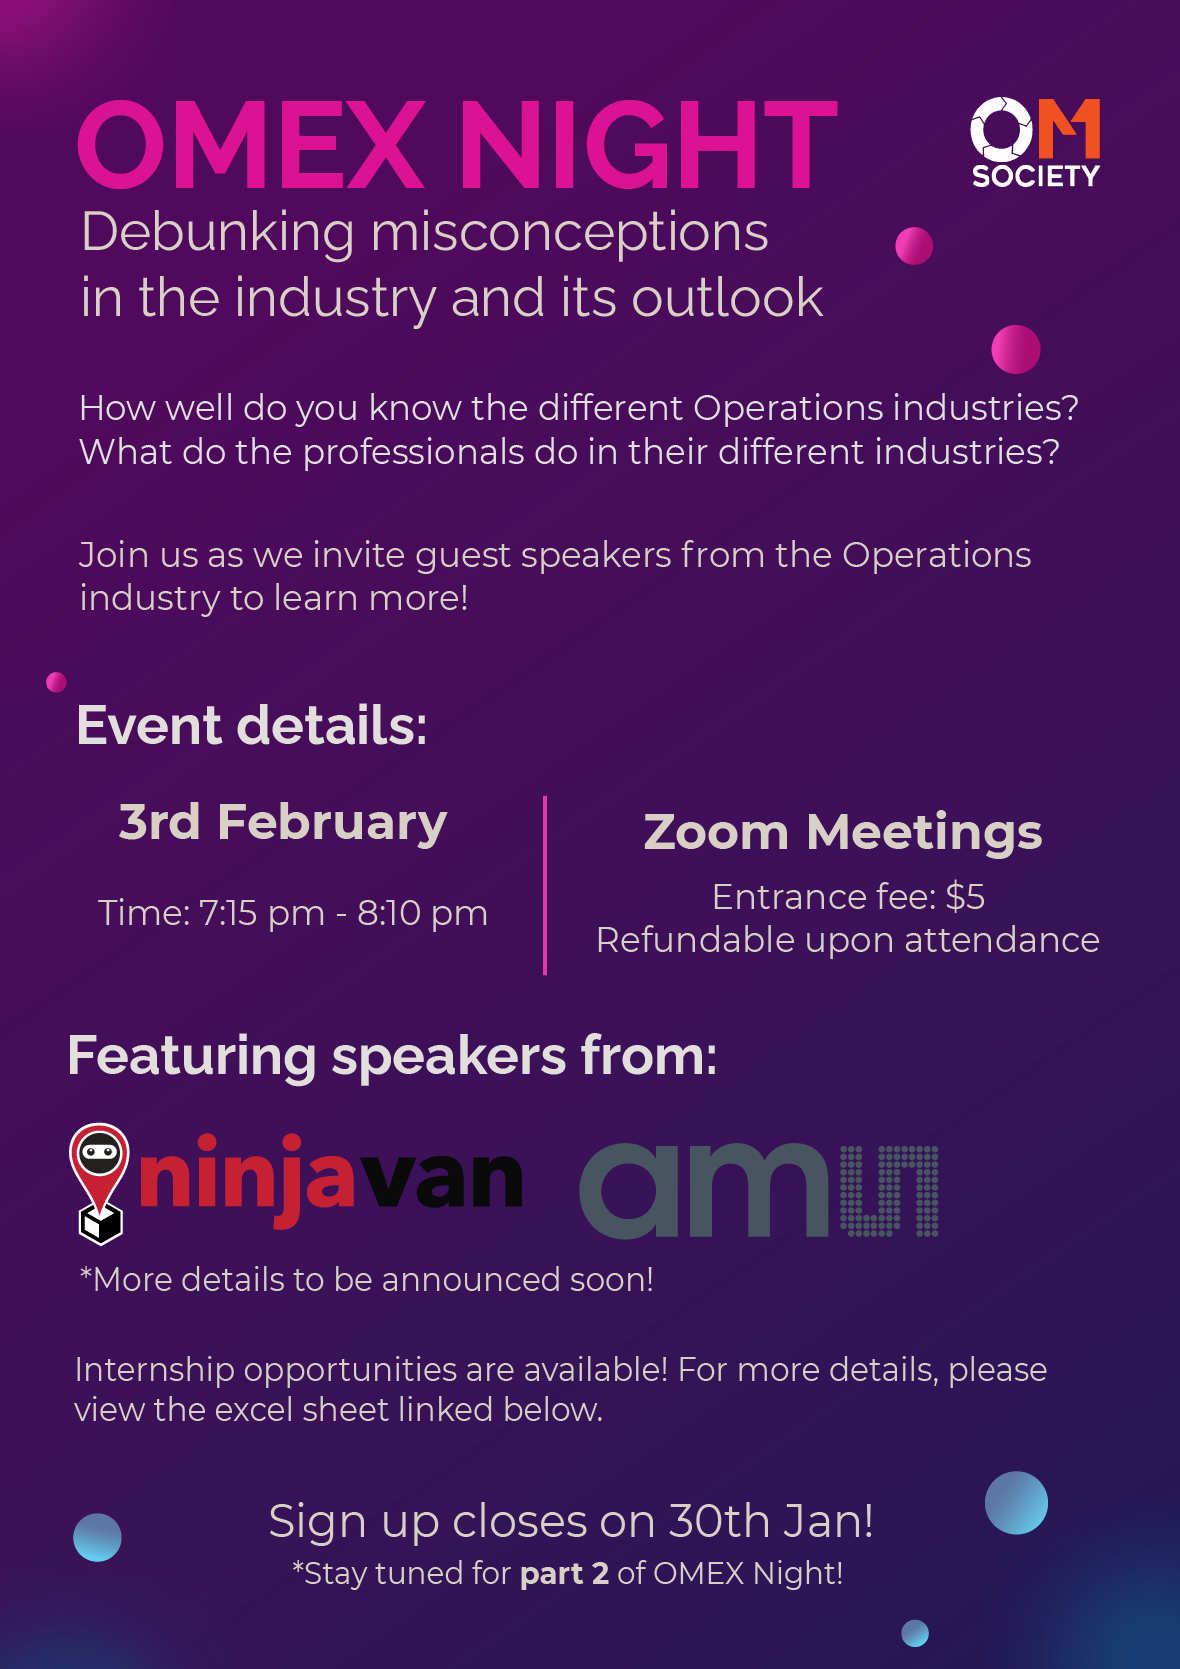 OMEX NIGHT
OM
SOCIETY
Debunking misconceptions
in the industry and its outlook
How well do you know the different Operations industries?
What do the professionals do in their different industries?
Join us as we invite guest speakers from the Operations
industry to learn more!
Event details:
3rd February
Time: 7:15 pm - 8:10 pm
Zoom Meetings
Entrance fee: $5
Refundable upon attendance
Featuring speakers from:
ninjavan
*More details to be announced soon!
Internship opportunities are available! For more details, please
view the excel sheet linked below.
Sign up closes on 30th Jan!
*Stay tuned for part 2 of OMEX Night!